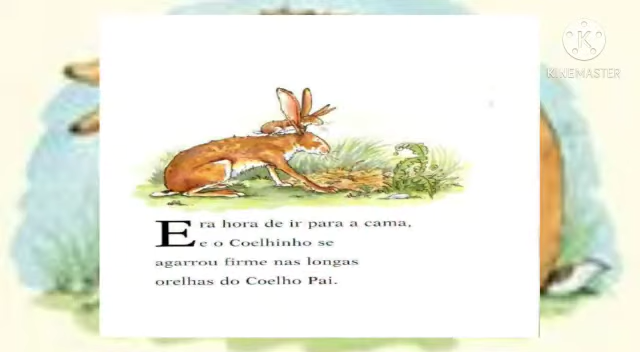 KINEMASTER
Era hora de ir para a cama,
e o Coelhinho se
agarrou firme nas longas
orelhas do Coelho Pai.